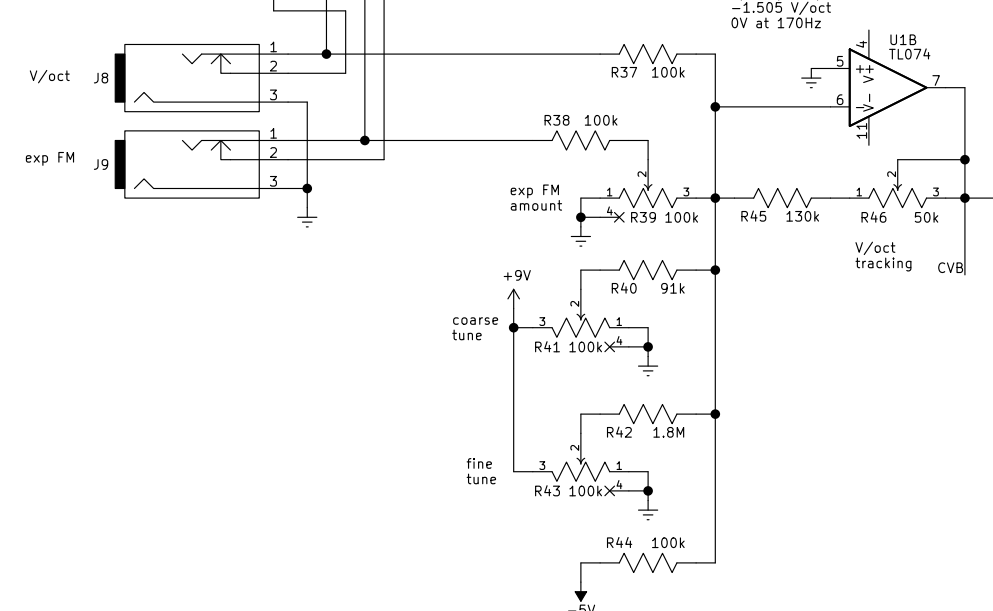 −1.505 V/oct
0V at 170Hz
U1B
TL074
4
5
+
V+
7
6
−
V-
11
V/oct
J8
1
2
3
R37 100k
exp FM
J9
1
2
3
R38 100k
2
exp FM
amount
1
3
4
R39 100k
R45 130k
2
1
3
R46 50k
V/oct
tracking
CVB
+9V
R40 91k
2
coarse
tune
3
1
R41 100k
4
R42 1.8M
2
fine
tune
3
1
R43 100k
4
R44 100k
−5V